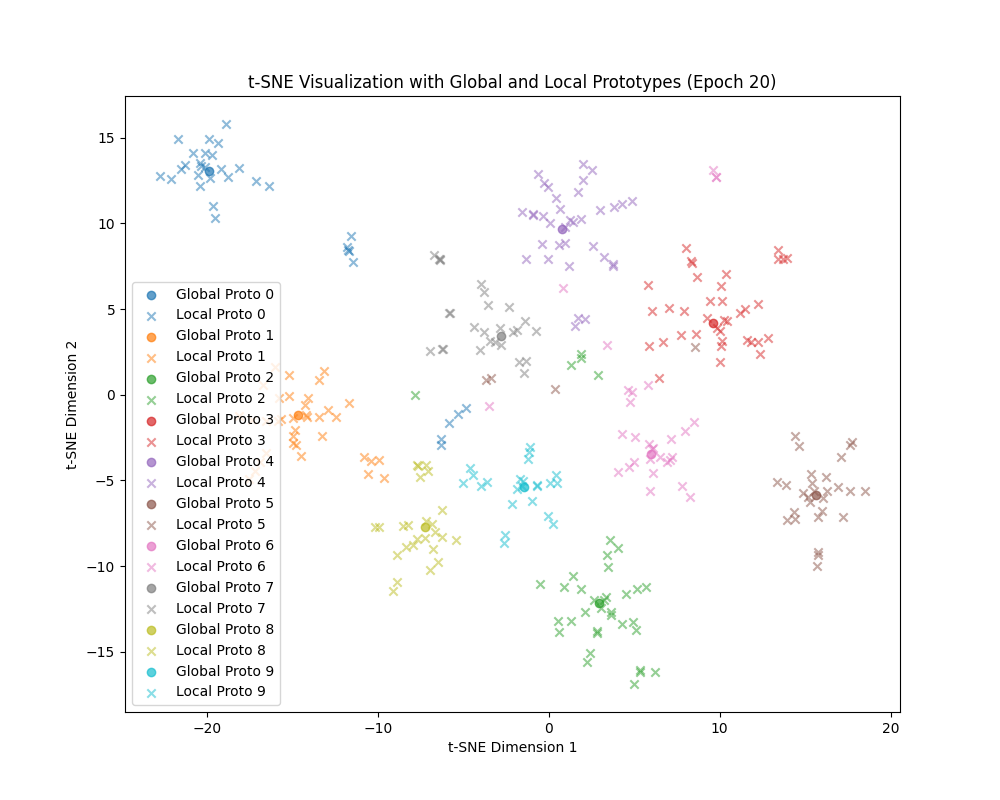 t-SNE Visualization with Global and Local Prototypes (Epoch 20)
15
10
5
0
−5
−10
−15
t-SNE Dimension 2
Global Proto 0
Local Proto 0
Global Proto 1
Local Proto 1
Global Proto 2
Local Proto 2
Global Proto 3
Local Proto 3
Global Proto 4
Local Proto 4
Global Proto 5
Local Proto 5
Global Proto 6
Local Proto 6
Global Proto 7
Local Proto 7
Global Proto 8
Local Proto 8
Global Proto 9
Local Proto 9
−20 −10 0 10 20
t-SNE Dimension 1